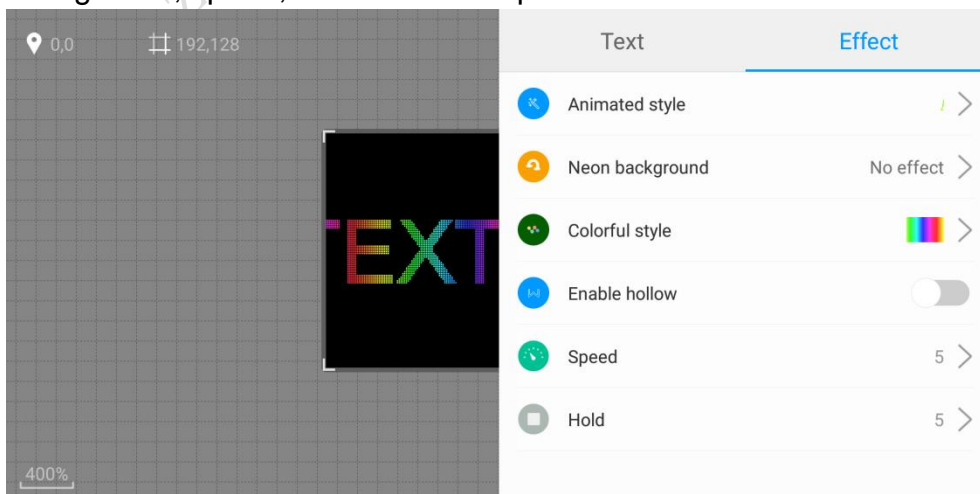 0,0
192,128
Text
Effect
Animated style
Neon background
No effect
Colorful style
TEXT
Enable hollow
Speed
5
Hold
5
400%